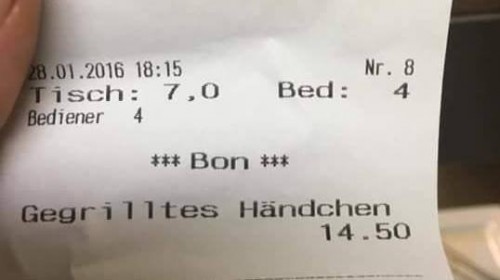 28.01.2016 18:15 Nr. 8
Tisch: 7,0 Bed: 4
Bediener 4
*** Bon ***
Gegrilltes Händchen
14.50